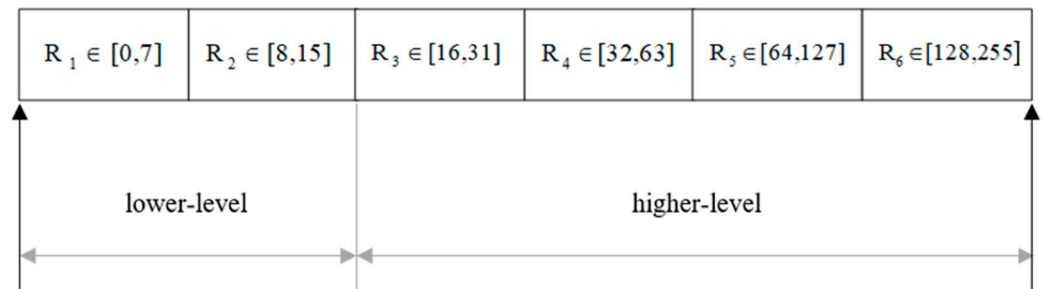 R₁ ∈ [0,7] R₂ ∈ [8,15] R₃ ∈ [16,31] R₄ ∈ [32,63] R₅ ∈ [64,127] R₆ ∈ [128,255]
lower-level higher-level